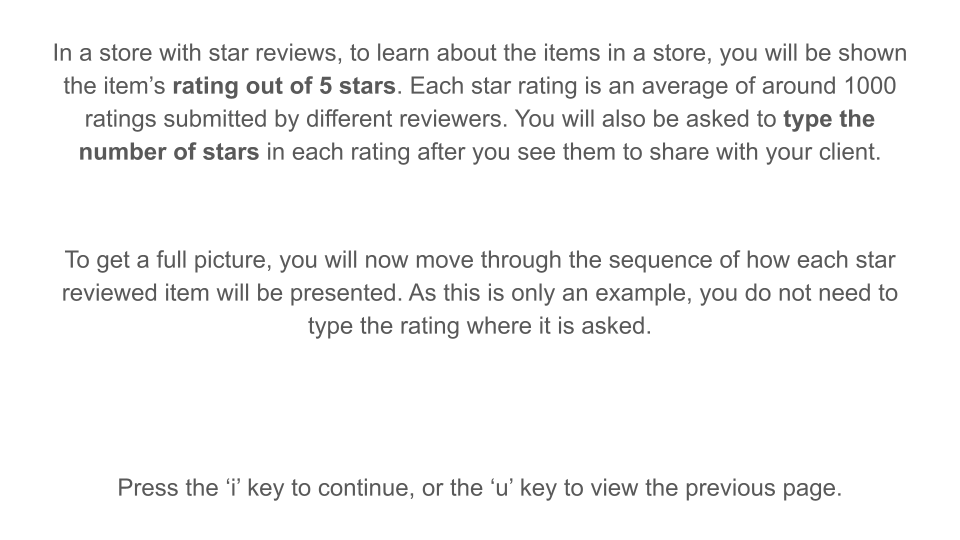 In a store with star reviews, to learn about the items in a store, you will be shown
the item’s rating out of 5 stars. Each star rating is an average of around 1000
ratings submitted by different reviewers. You will also be asked to type the
number of stars in each rating after you see them to share with your client.
To get a full picture, you will now move through the sequence of how each star
reviewed item will be presented. As this is only an example, you do not need to
type the rating where it is asked.
Press the ‘i’ key to continue, or the ‘u’ key to view the previous page.